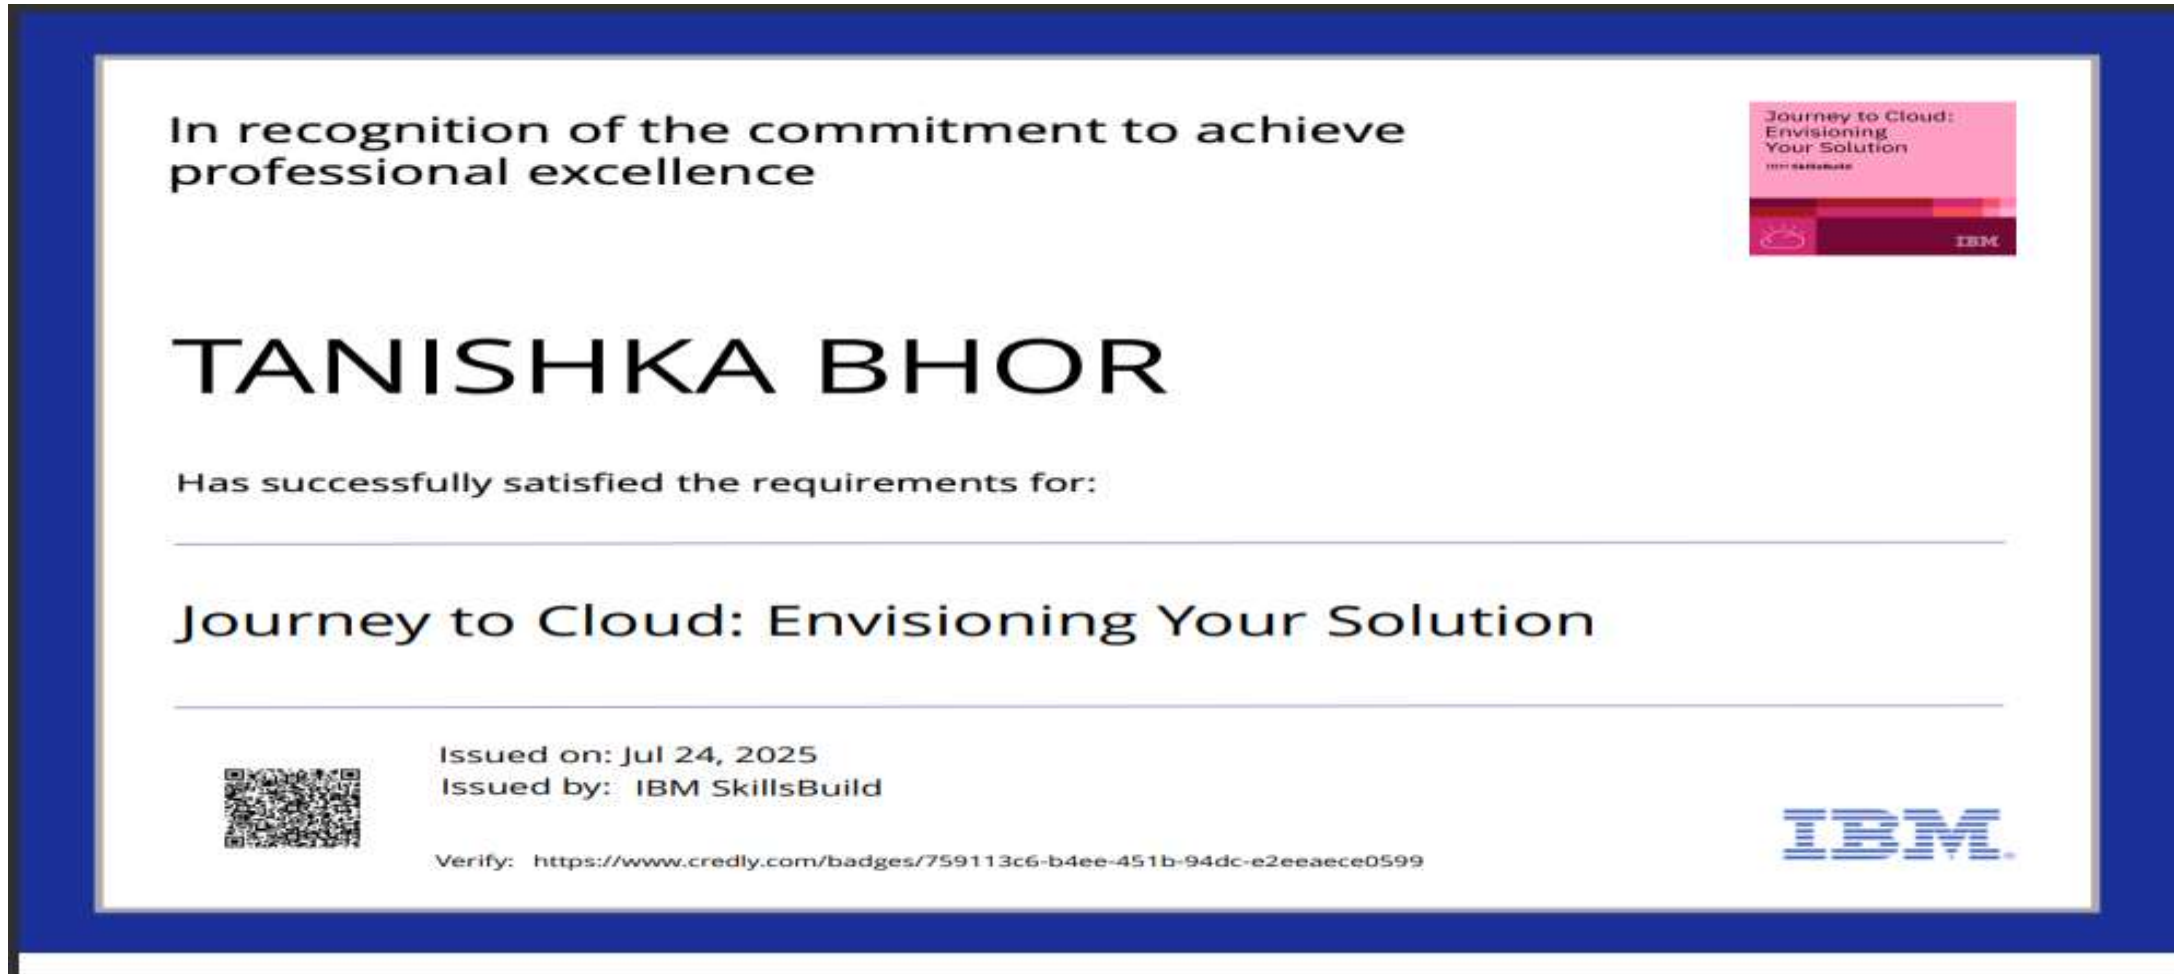 In recognition of the commitment to achieve
professional excellence
Journey to Cloud:
Envisioning
Your Solution
IBM SkillsBuild
IBM
TANISHKA BHOR
Has successfully satisfied the requirements for:
Journey to Cloud: Envisioning Your Solution
Issued on: Jul 24, 2025
Issued by: IBM SkillsBuild
Verify: https://www.credly.com/badges/759113c6-b4ee-451b-94dc-e2eeaece0599
IBM.